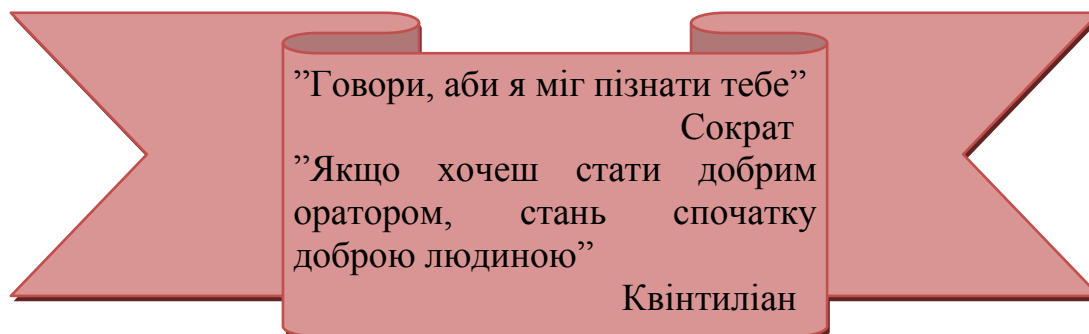 ”Говори, аби я міг пізнати тебе”
Сократ
”Якщо хочеш стати добрим
оратором, стань спочатку
доброю людиною”
Квінтиліан